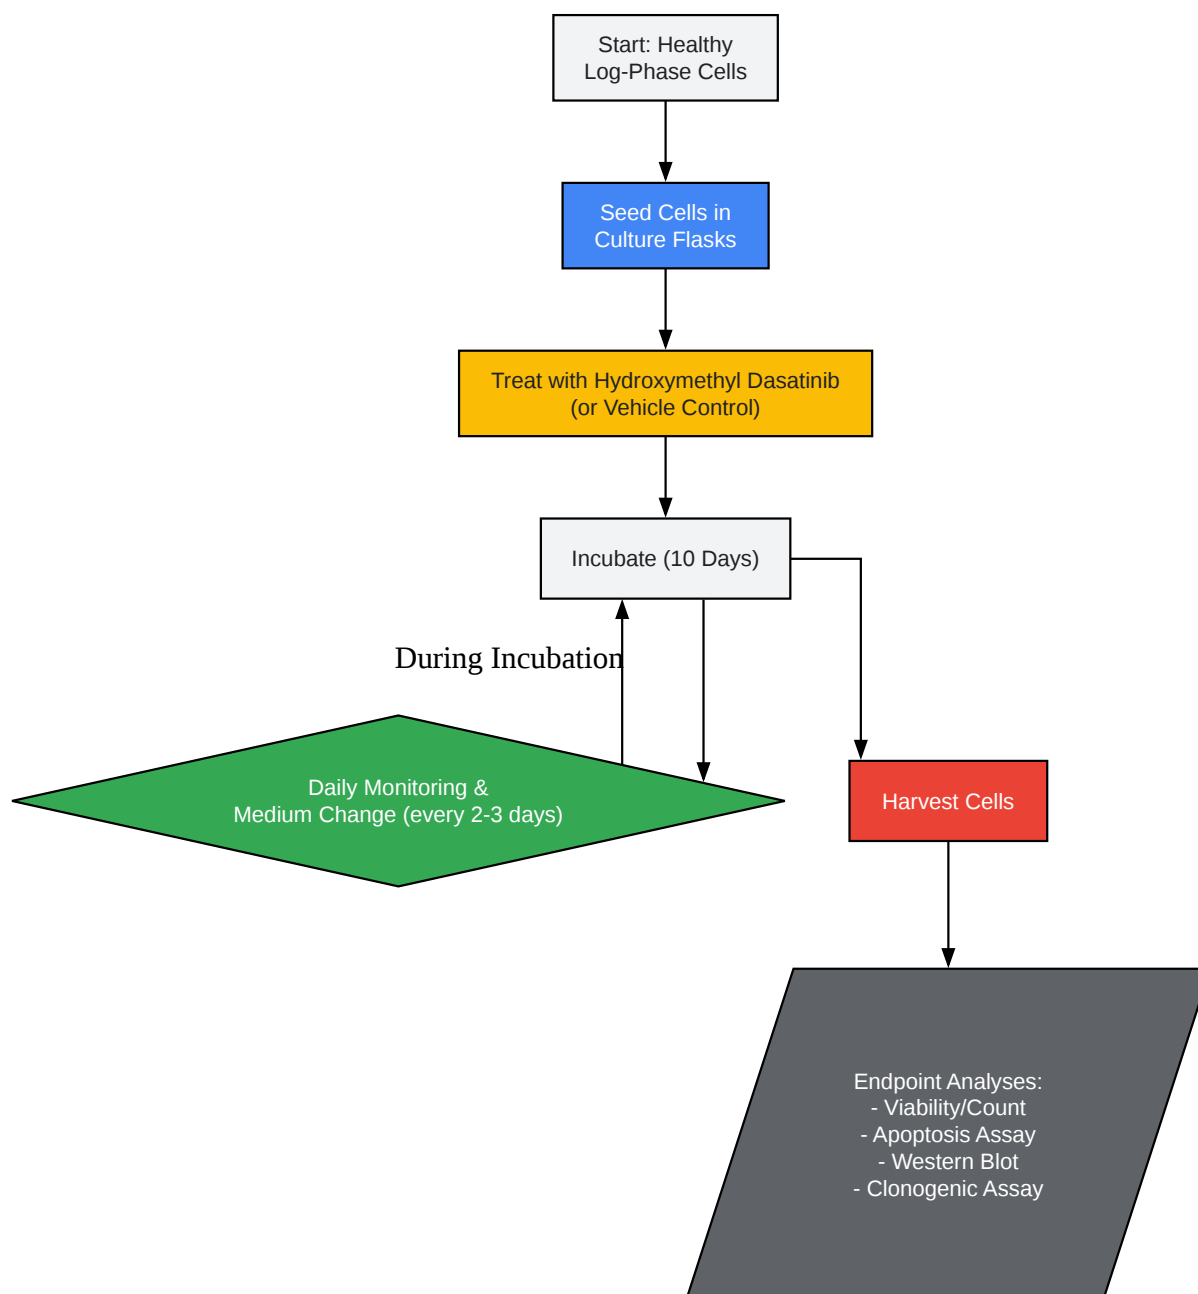 Start: Healthy
Log-Phase Cells
Seed Cells in
Culture Flasks
Treat with Hydroxymethyl Dasatinib
(or Vehicle Control)
Incubate (10 Days)
During Incubation
Daily Monitoring &
Medium Change (every 2-3 days)
Harvest Cells
Endpoint Analyses:
- Viability/Count
- Apoptosis Assay
- Western Blot
- Clonogenic Assay